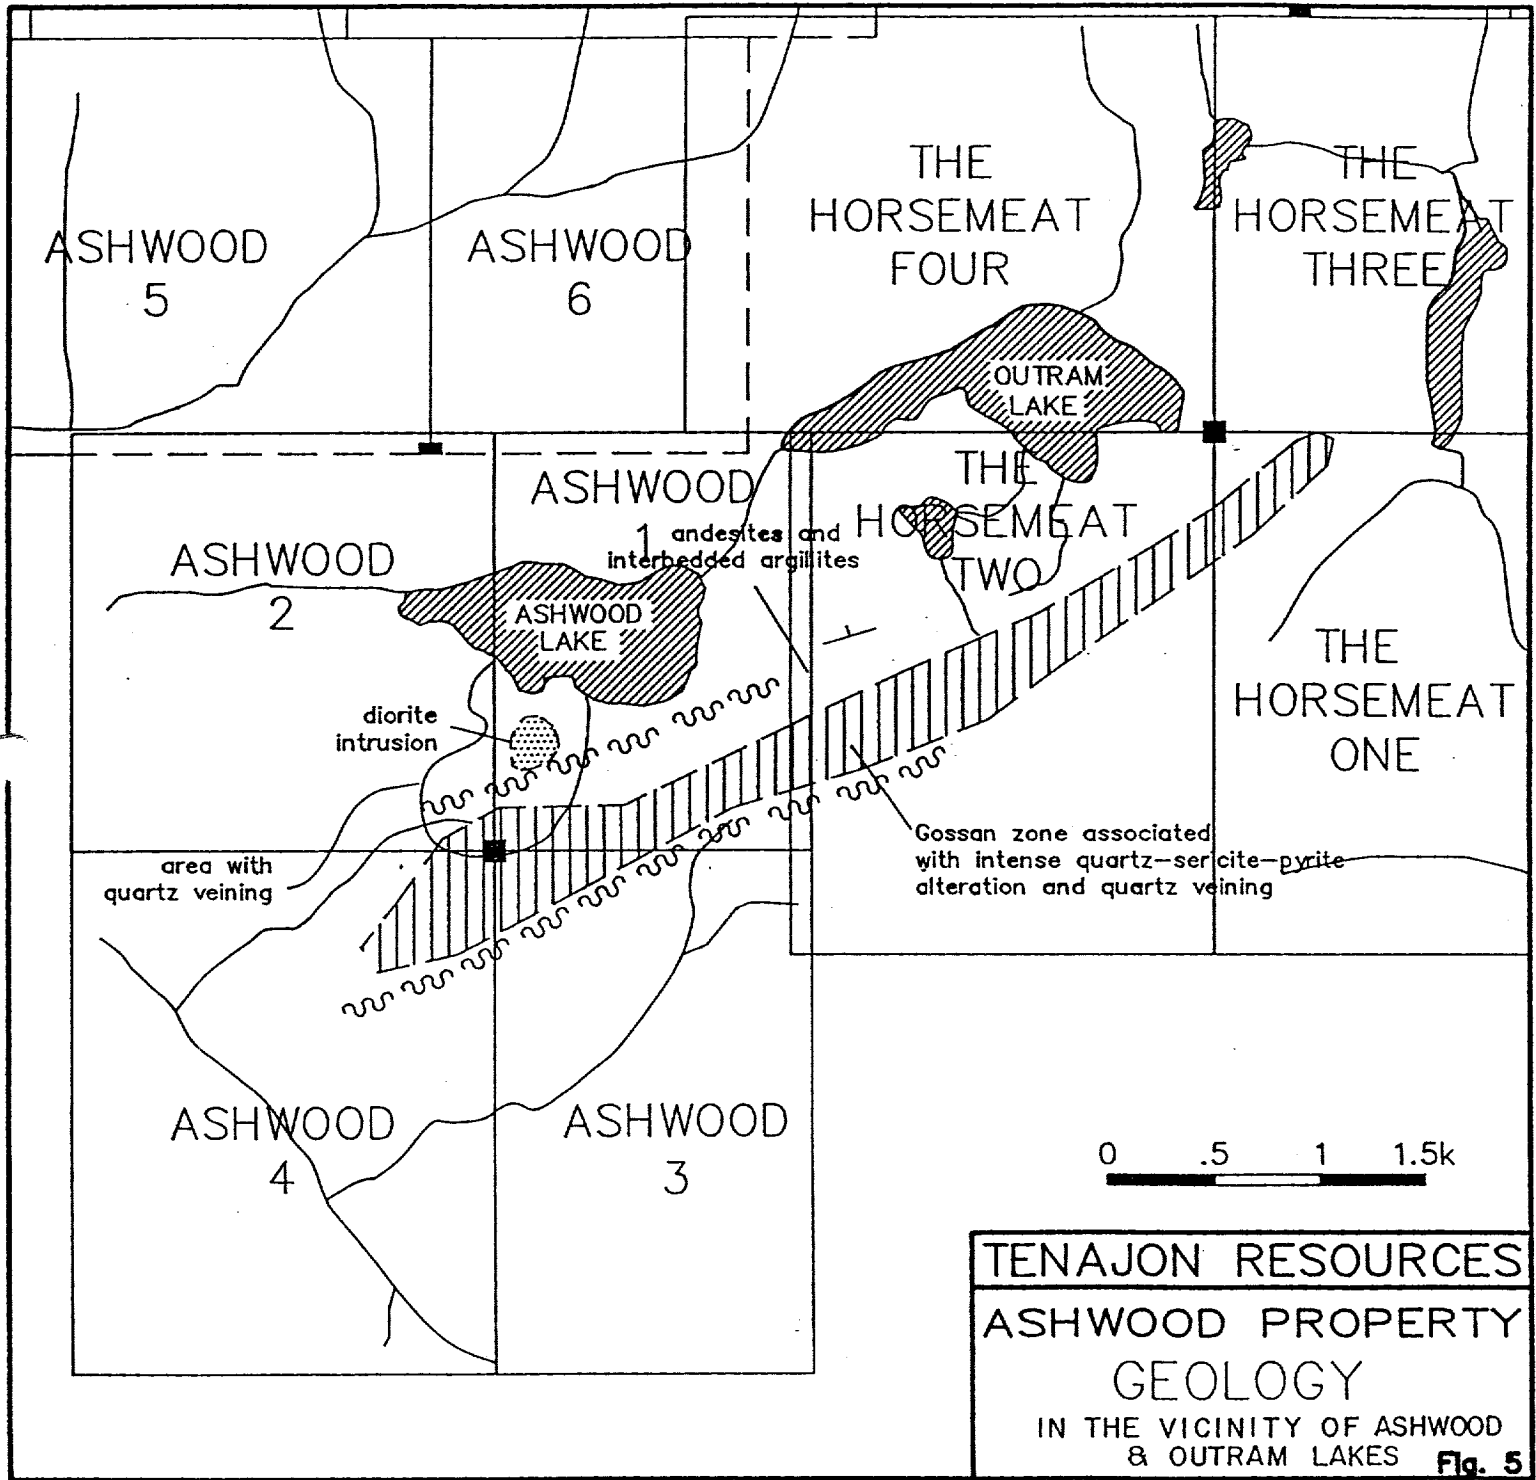 THE
HORSEMEAT
FOUR
THE
HORSEMEAT
THREE
ASHWOOD
5
ASHWOOD
6
OUTRAM
LAKE
ASHWOOD
1
THE
HORSEMEAT
TWO
andesites and
interbedded argillites
ASHWOOD
2
ASHWOOD
LAKE
THE
HORSEMEAT
ONE
diorite
intrusion
area with
quartz veining
Gossan zone associated
with intense quartz-sericite-pyrite
alteration and quartz veining
ASHWOOD
4
ASHWOOD
3
0 .5 1 1.5k
TENAJON RESOURCES
ASHWOOD PROPERTY
GEOLOGY
IN THE VICINITY OF ASHWOOD
& OUTRAM LAKES
Fig. 5